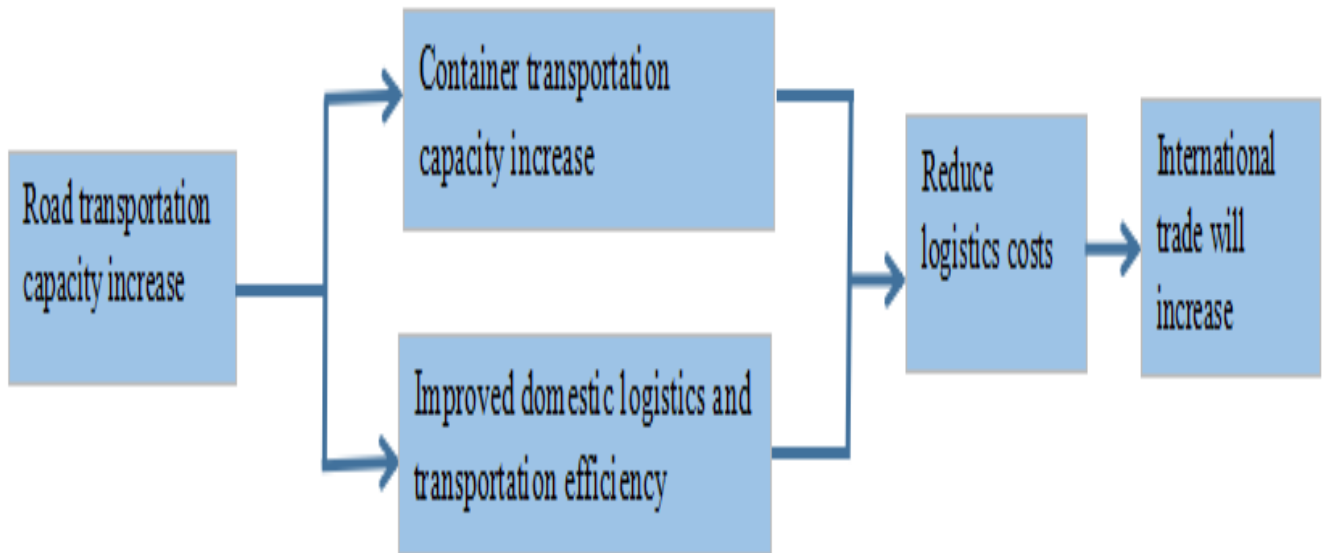 Road transportation
capacity increase
Container transportation
capacity increase
Improved domestic logistics and
transportation efficiency
Reduce
logistics costs
International
trade will
increase